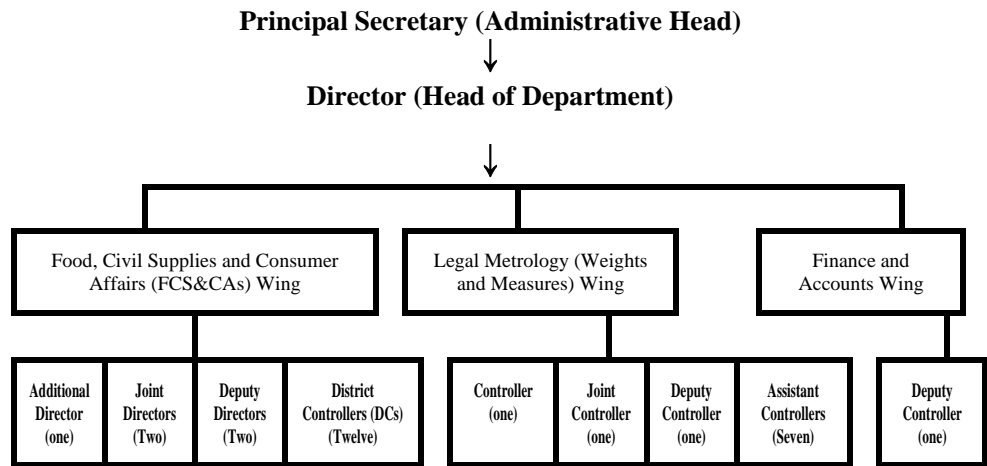 Principal Secretary (Administrative Head)
Director (Head of Department)
Food, Civil Supplies and Consumer
Affairs (FCS&CAs) Wing
Legal Metrology (Weights
and Measures) Wing
Finance and
Accounts Wing
Additional
Director
(one)
Joint
Directors
(Two)
Deputy
Directors
(Two)
District
Controllers (DCs)
(Twelve)
Controller
(one)
Joint
Controller
(one)
Deputy
Controller
(one)
Assistant
Controllers
(Seven)
Deputy
Controller
(one)